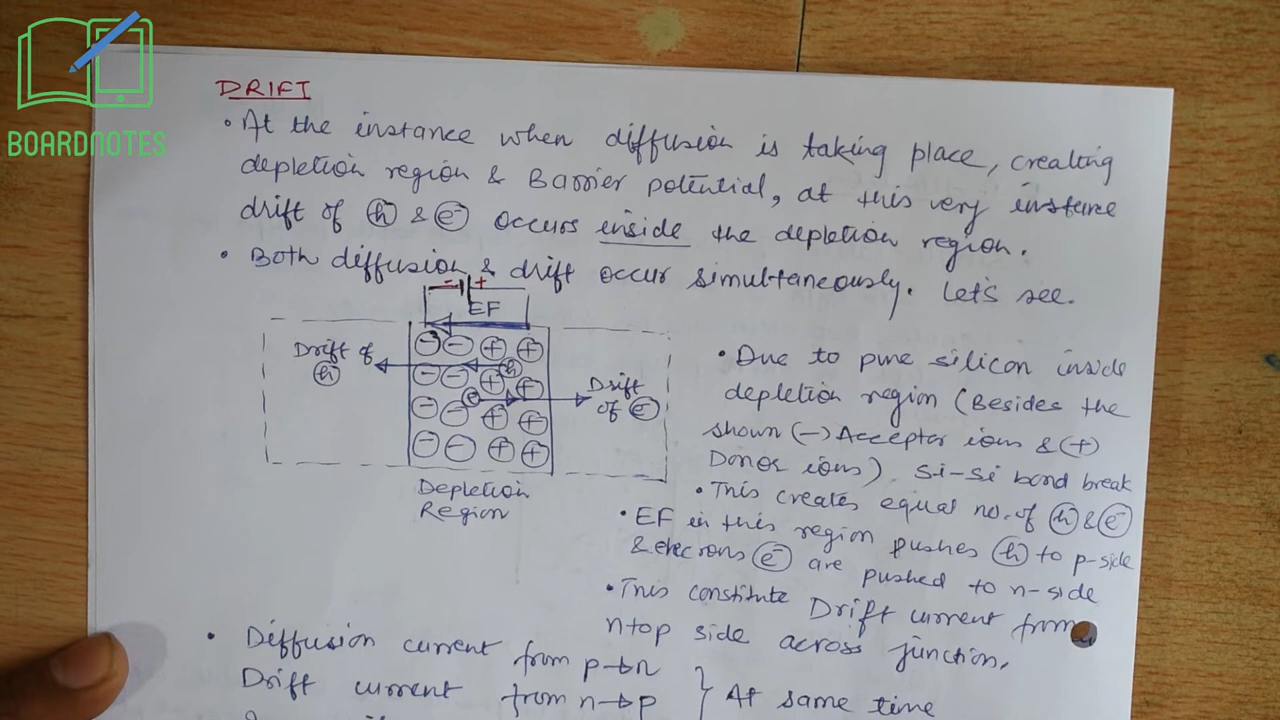 BOARDNOTES
DRIFT
• At the instance when diffusion is taking place, creating
depletion region & Barrier potential, at this very instance
drift of (h) & (e⁻) occurs inside the depletion region.
• Both diffusion & drift occur simultaneously. Let's see.
- +
EF
Drift of
(h)
h
e
Drift
of (e⁻)
Depletion
Region
• Due to pure silicon inside
depletion region (Besides the
shown (-) Acceptor ions & (+)
Donor ions), Si-Si bond break
• This creates equal no. of (h) & (e⁻)
• EF in this region pushes (h) to p-side
& elecrons (e⁻) are pushed to n-side
• This constitute Drift current from
n to p side across junction.
• Diffusion current from p→n
Drift current from n→p } At same time